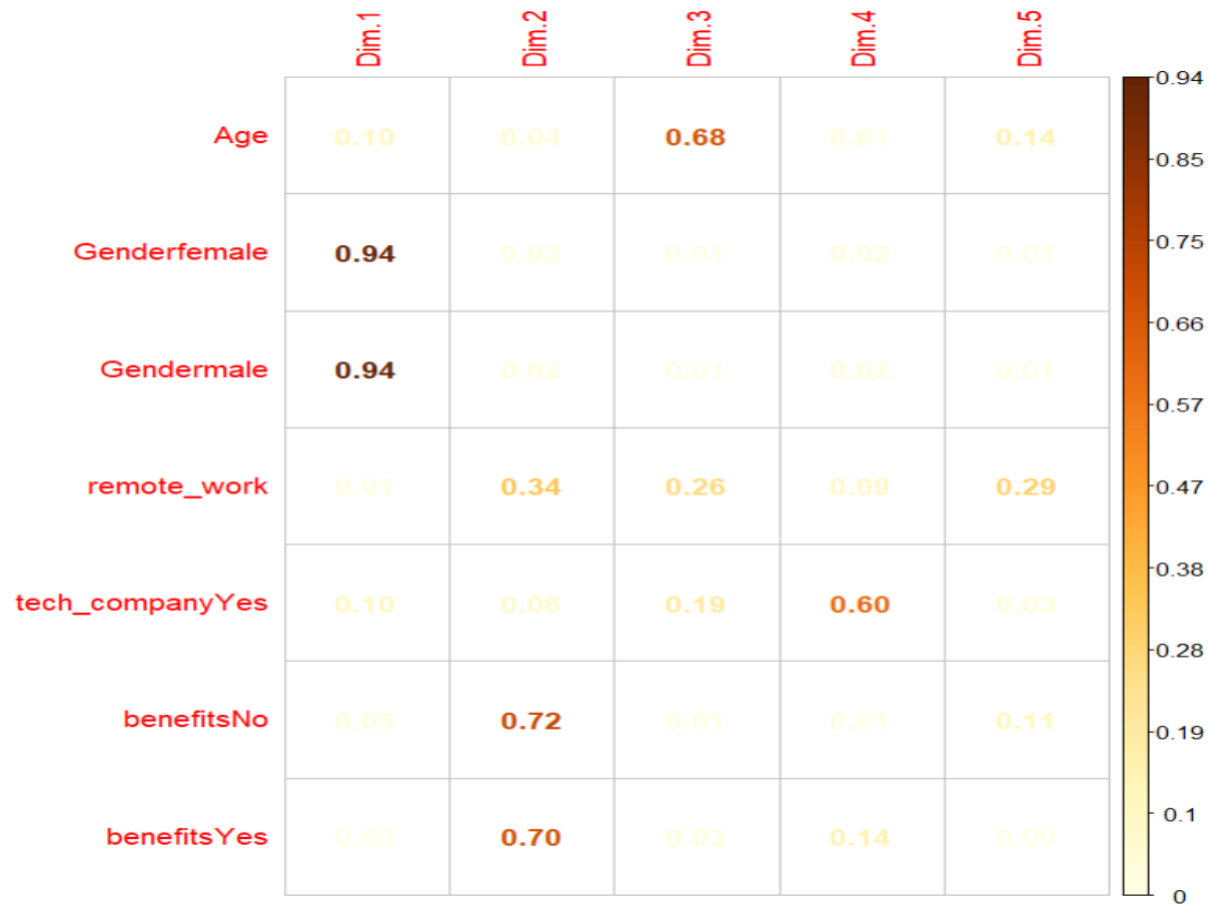 Dim.1 Dim.2 Dim.3 Dim.4 Dim.5
Age 0.10 0.04 0.68 0.01 0.14
Genderfemale 0.94 0.02 0.01 0.02 0.01
Gendermale 0.94 0.02 0.01 0.02 0.01
remote_work 0.01 0.34 0.26 0.09 0.29
tech_companyYes 0.10 0.06 0.19 0.60 0.03
benefitsNo 0.03 0.72 0.01 0.01 0.11
benefitsYes 0.00 0.70 0.03 0.14 0.00
0.94
0.85
0.75
0.66
0.57
0.47
0.38
0.28
0.19
0.1
0